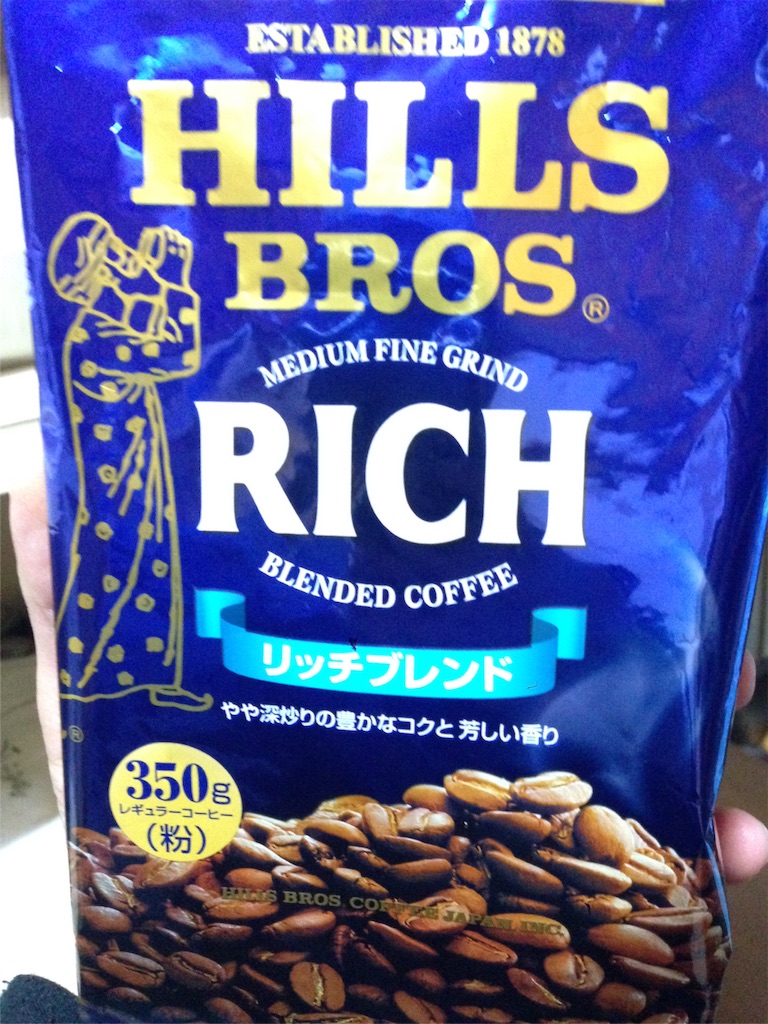 ESTABLISHED 1878
HILLS
BROS
®
MEDIUM FINE GRIND
RICH
BLENDED COFFEE
リッチブレンド
やや深炒りの豊かなコクと芳しい香り
®
350g
レギュラーコーヒー
(粉)
HILLS BROS. COFFEE JAPAN INC.